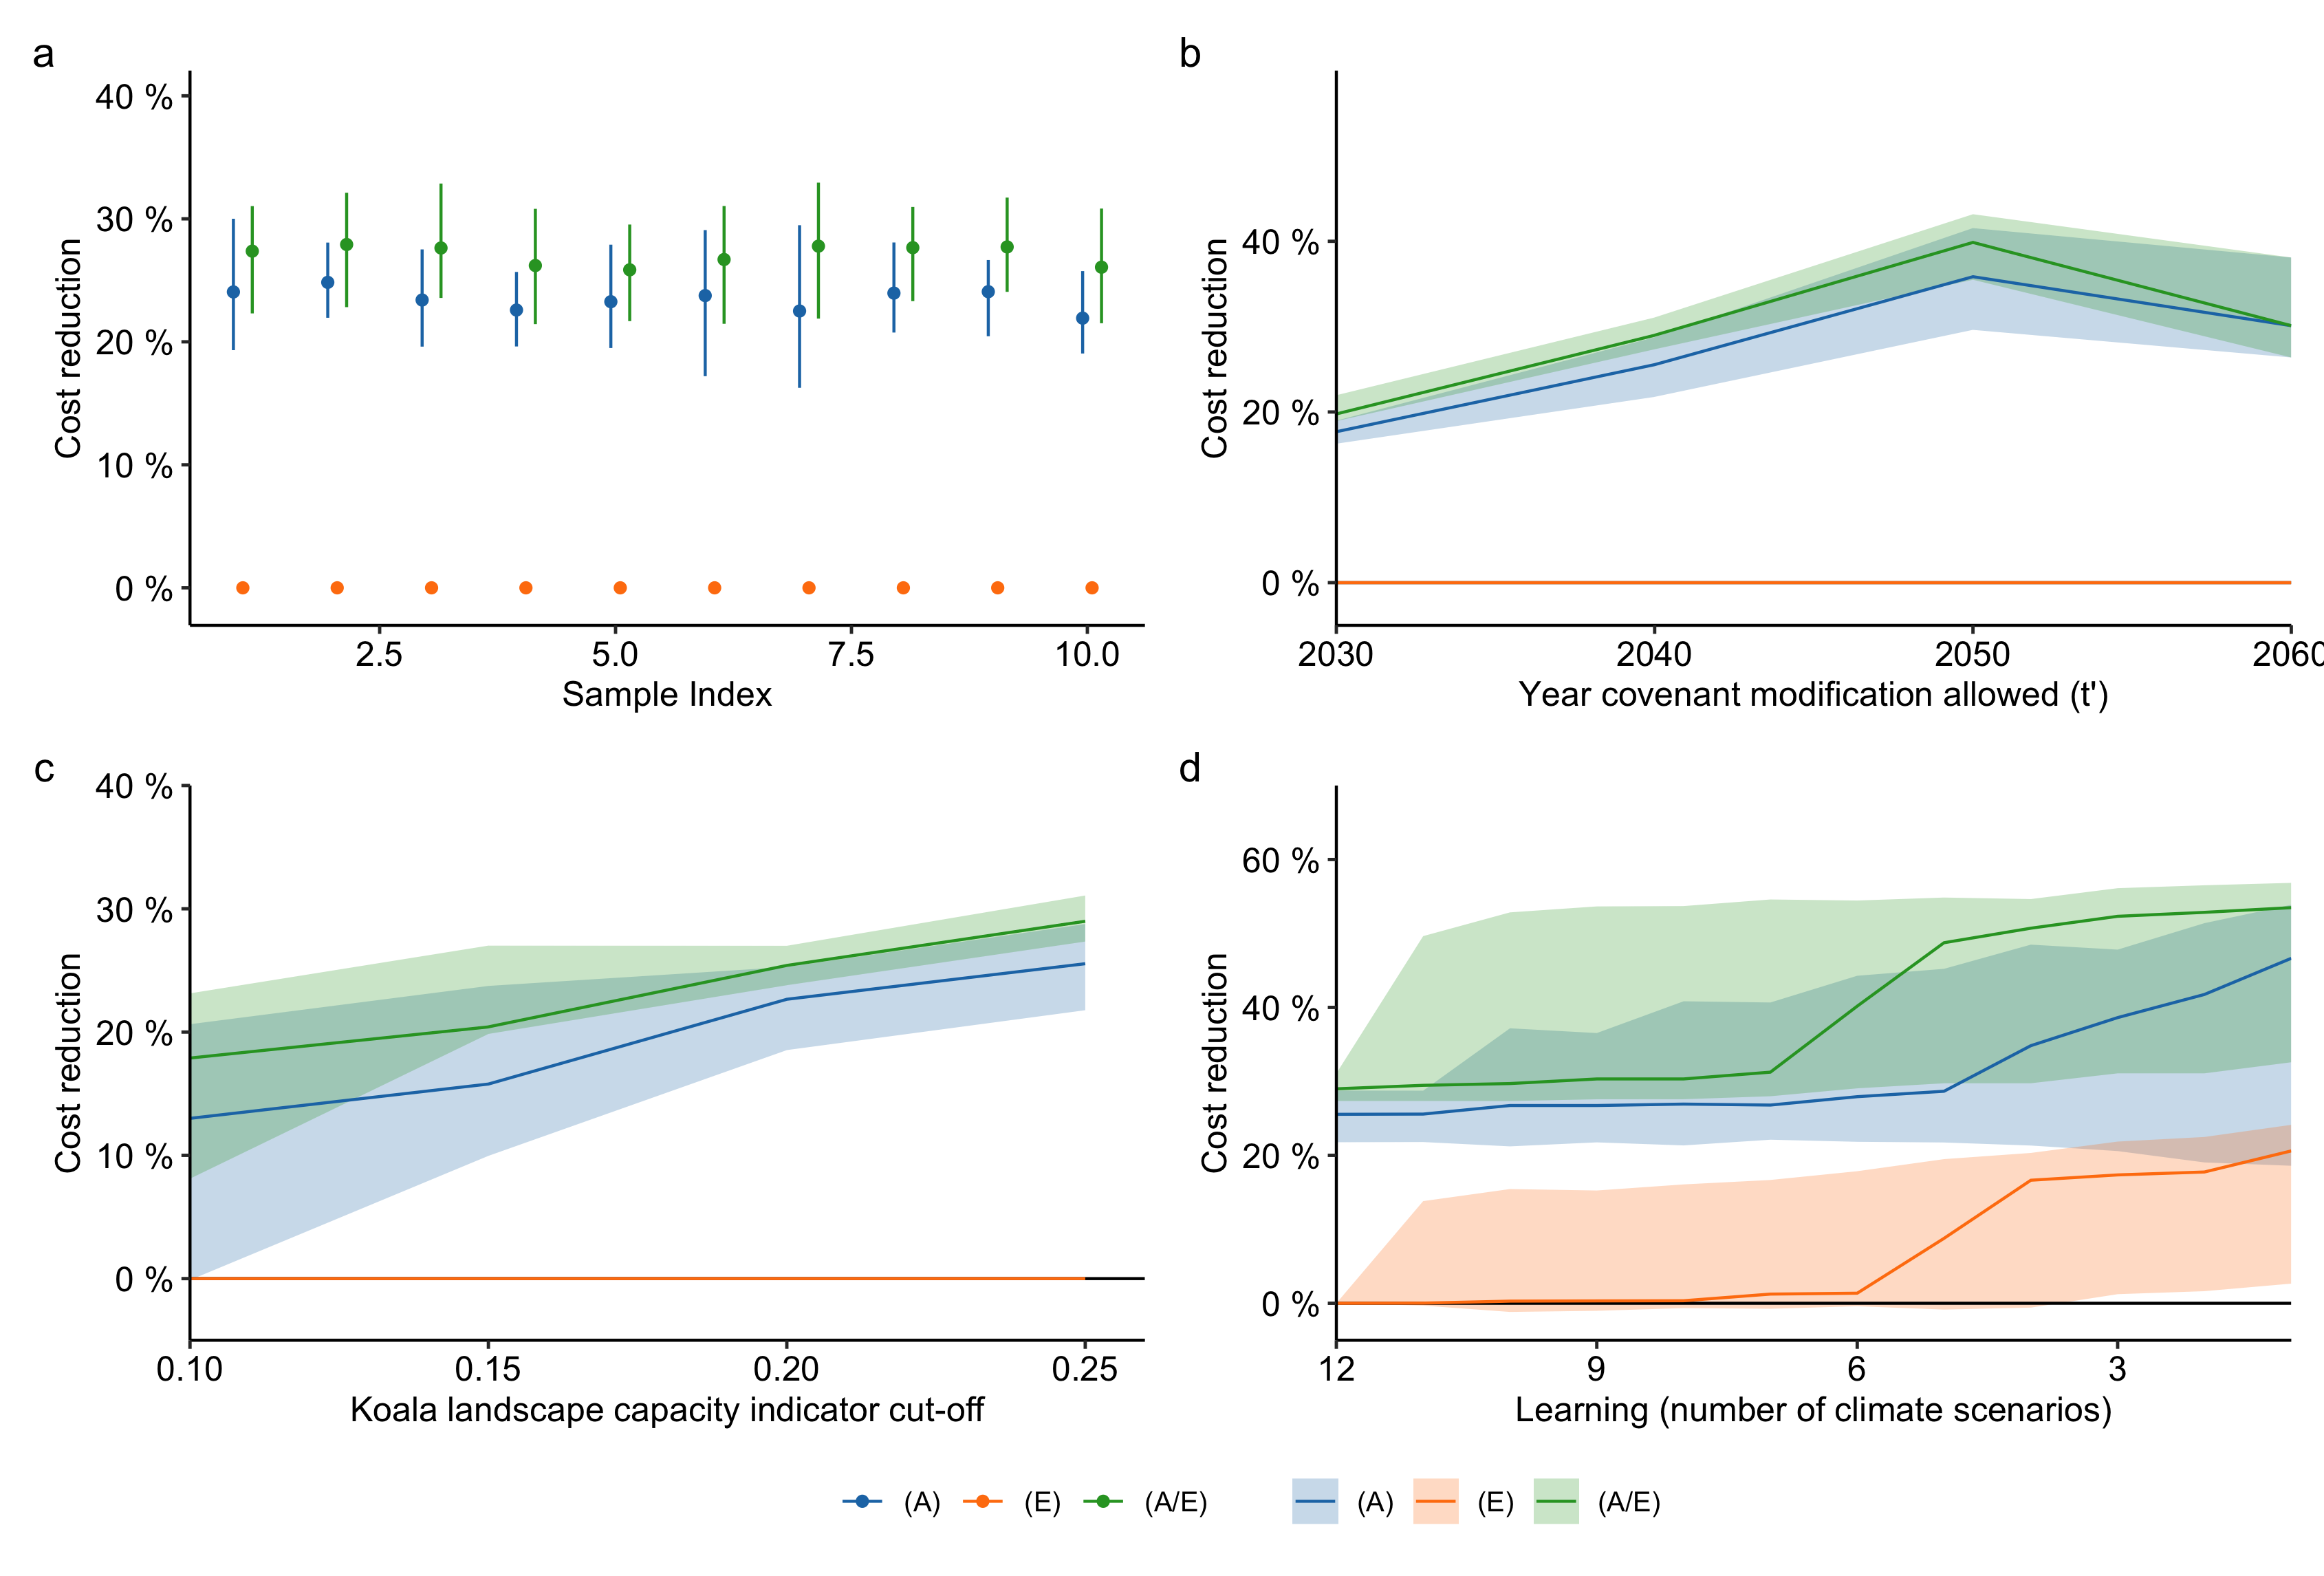 a
40 %
30 %
20 %
10 %
0 %
Cost reduction
2.5 5.0 7.5 10.0
Sample Index
b
40 %
20 %
0 %
Cost reduction
2030 2040 2050 2060
Year covenant modification allowed (t')
c
40 %
30 %
20 %
10 %
0 %
Cost reduction
0.10 0.15 0.20 0.25
Koala landscape capacity indicator cut-off
d
60 %
40 %
20 %
0 %
Cost reduction
12 9 6 3
Learning (number of climate scenarios)
(A) (E) (A/E) (A) (E) (A/E)